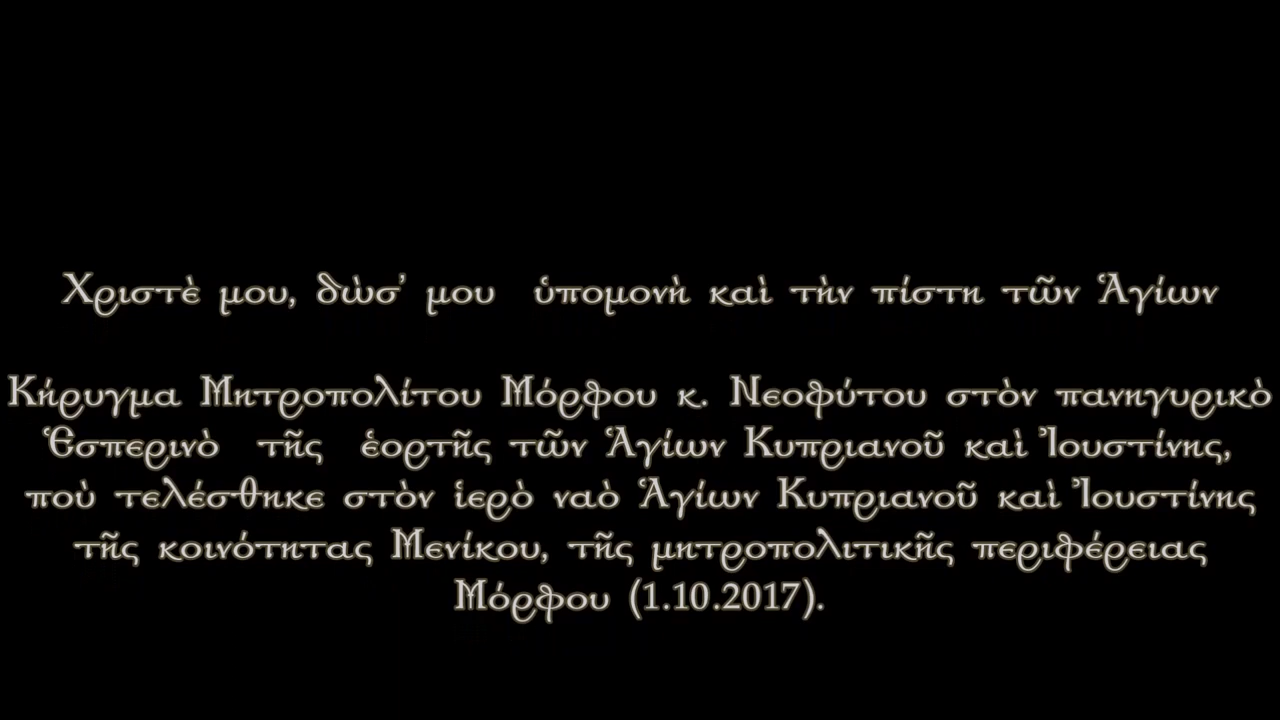 Χριστὲ μου, δὼσ᾽ μου ὑπομονὴ καὶ τὴν πίστη τῶν Ἁγίων
Κήρυγμα Μητροπολίτου Μόρφου κ. Νεοφύτου στὸν πανηγυρικὸ
Ἑσπερινὸ τῆς ἑορτῆς τῶν Ἁγίων Κυπριανοῦ καὶ Ἰουστίνης,
ποὺ τελέσθηκε στὸν ἱερὸ ναὸ Ἁγίων Κυπριανοῦ καὶ Ἰουστίνης
τῆς κοινότητας Μενίκου, τῆς μητροπολιτικῆς περιφέρειας
Μόρφου (1.10.2017).